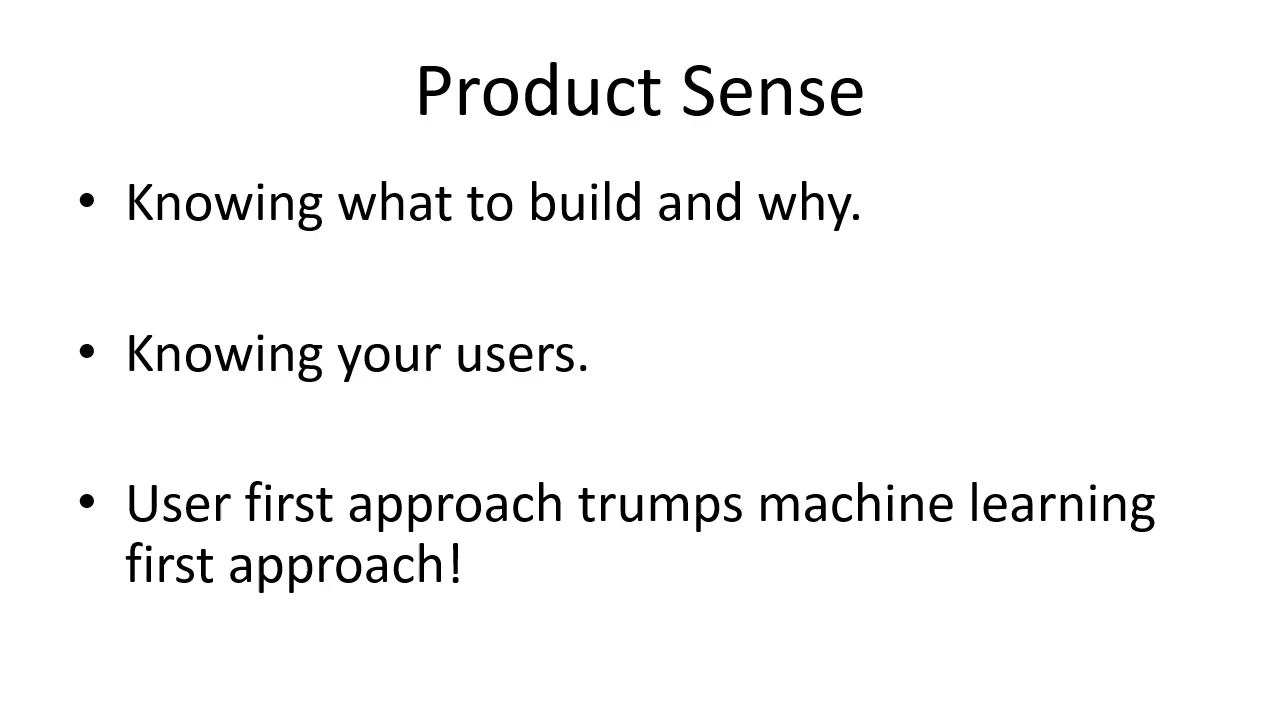 Product Sense
• Knowing what to build and why.
• Knowing your users.
• User first approach trumps machine learning
first approach!